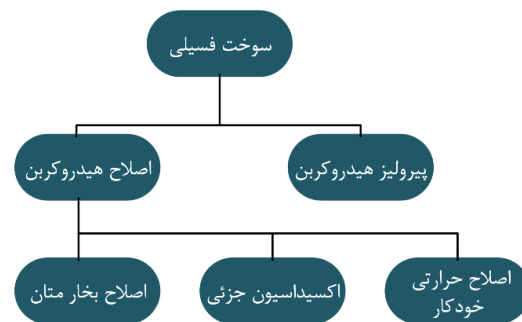 سوخت فسیلی
پیرولیز هیدروکربن
اصلاح هیدروکربن
اصلاح حرارتی
خودکار
اکسیداسیون جزئی
اصلاح بخار متان